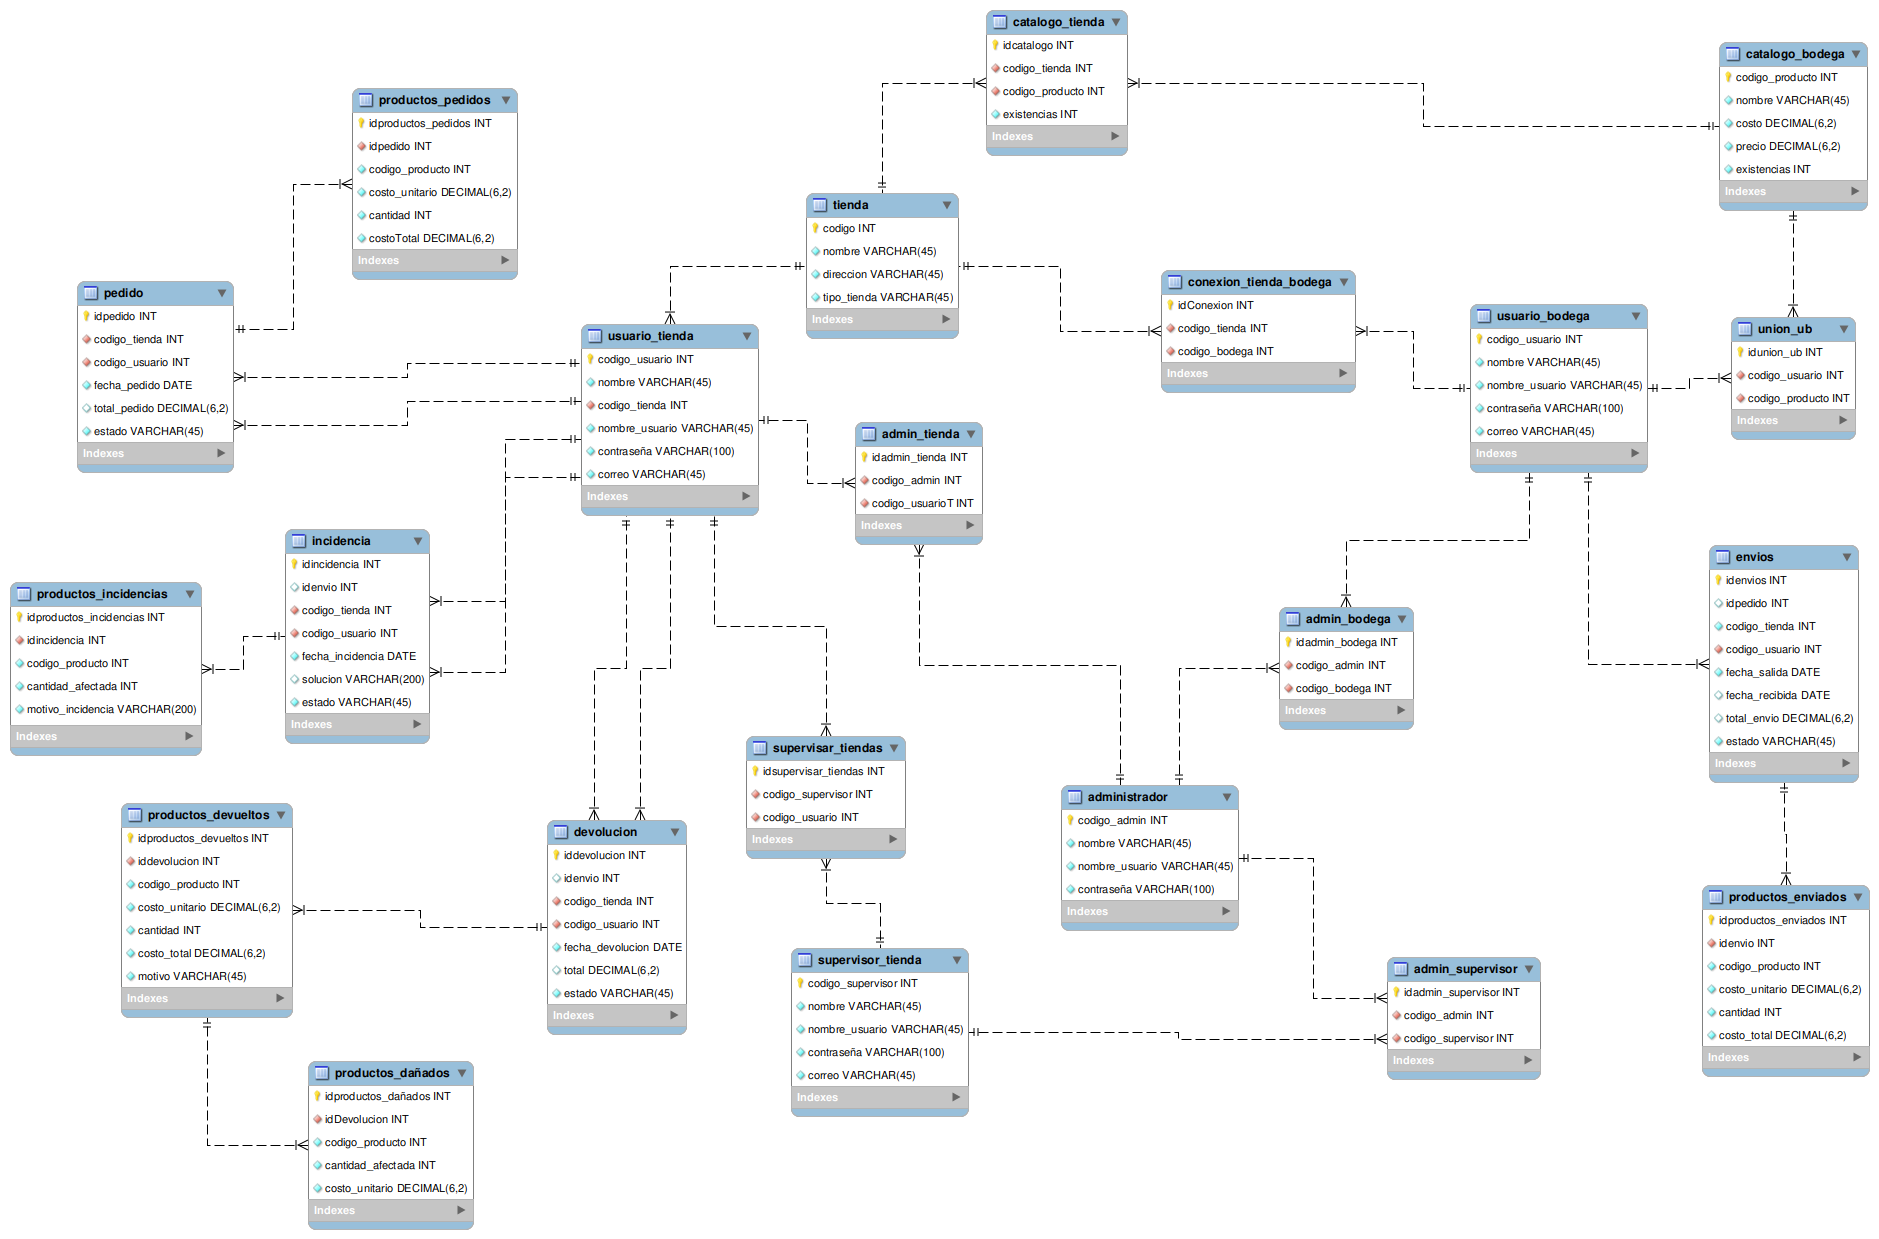 catalogo_tienda
idcatalogo INT
codigo_tienda INT
codigo_producto INT
existencias INT
Indexes
catalogo_bodega
codigo_producto INT
nombre VARCHAR(45)
costo DECIMAL(6,2)
precio DECIMAL(6,2)
existencias INT
Indexes
productos_pedidos
idproductos_pedidos INT
idpedido INT
codigo_producto INT
costo_unitario DECIMAL(6,2)
cantidad INT
costoTotal DECIMAL(6,2)
Indexes
tienda
codigo INT
nombre VARCHAR(45)
direccion VARCHAR(45)
tipo_tienda VARCHAR(45)
Indexes
pedido
idpedido INT
codigo_tienda INT
codigo_usuario INT
fecha_pedido DATE
total_pedido DECIMAL(6,2)
estado VARCHAR(45)
Indexes
usuario_tienda
codigo_usuario INT
nombre VARCHAR(45)
codigo_tienda INT
nombre_usuario VARCHAR(45)
contraseña VARCHAR(100)
correo VARCHAR(45)
Indexes
conexion_tienda_bodega
idConexion INT
codigo_tienda INT
codigo_bodega INT
Indexes
usuario_bodega
codigo_usuario INT
nombre VARCHAR(45)
nombre_usuario VARCHAR(45)
contraseña VARCHAR(100)
correo VARCHAR(45)
Indexes
union_ub
idunion_ub INT
codigo_usuario INT
codigo_producto INT
Indexes
admin_tienda
idadmin_tienda INT
codigo_admin INT
codigo_usuarioT INT
Indexes
incidencia
idincidencia INT
idenvio INT
codigo_tienda INT
codigo_usuario INT
fecha_incidencia DATE
solucion VARCHAR(200)
estado VARCHAR(45)
Indexes
productos_incidencias
idproductos_incidencias INT
idincidencia INT
codigo_producto INT
cantidad_afectada INT
motivo_incidencia VARCHAR(200)
Indexes
envios
idenvios INT
idpedido INT
codigo_tienda INT
codigo_usuario INT
fecha_salida DATE
fecha_recibida DATE
total_envio DECIMAL(6,2)
estado VARCHAR(45)
Indexes
admin_bodega
idadmin_bodega INT
codigo_admin INT
codigo_bodega INT
Indexes
supervisar_tiendas
idsupervisar_tiendas INT
codigo_supervisor INT
codigo_usuario INT
Indexes
administrador
codigo_admin INT
nombre VARCHAR(45)
nombre_usuario VARCHAR(45)
contraseña VARCHAR(100)
Indexes
productos_devueltos
idproductos_devueltos INT
iddevolucion INT
codigo_producto INT
costo_unitario DECIMAL(6,2)
cantidad INT
costo_total DECIMAL(6,2)
motivo VARCHAR(45)
Indexes
devolucion
iddevolucion INT
idenvio INT
codigo_tienda INT
codigo_usuario INT
fecha_devolucion DATE
total DECIMAL(6,2)
estado VARCHAR(45)
Indexes
productos_enviados
idproductos_enviados INT
idenvio INT
codigo_producto INT
costo_unitario DECIMAL(6,2)
cantidad INT
costo_total DECIMAL(6,2)
Indexes
supervisor_tienda
codigo_supervisor INT
nombre VARCHAR(45)
nombre_usuario VARCHAR(45)
contraseña VARCHAR(100)
correo VARCHAR(45)
Indexes
admin_supervisor
idadmin_supervisor INT
codigo_admin INT
codigo_supervisor INT
Indexes
productos_dañados
idproductos_dañados INT
idDevolucion INT
codigo_producto INT
cantidad_afectada INT
costo_unitario DECIMAL(6,2)
Indexes